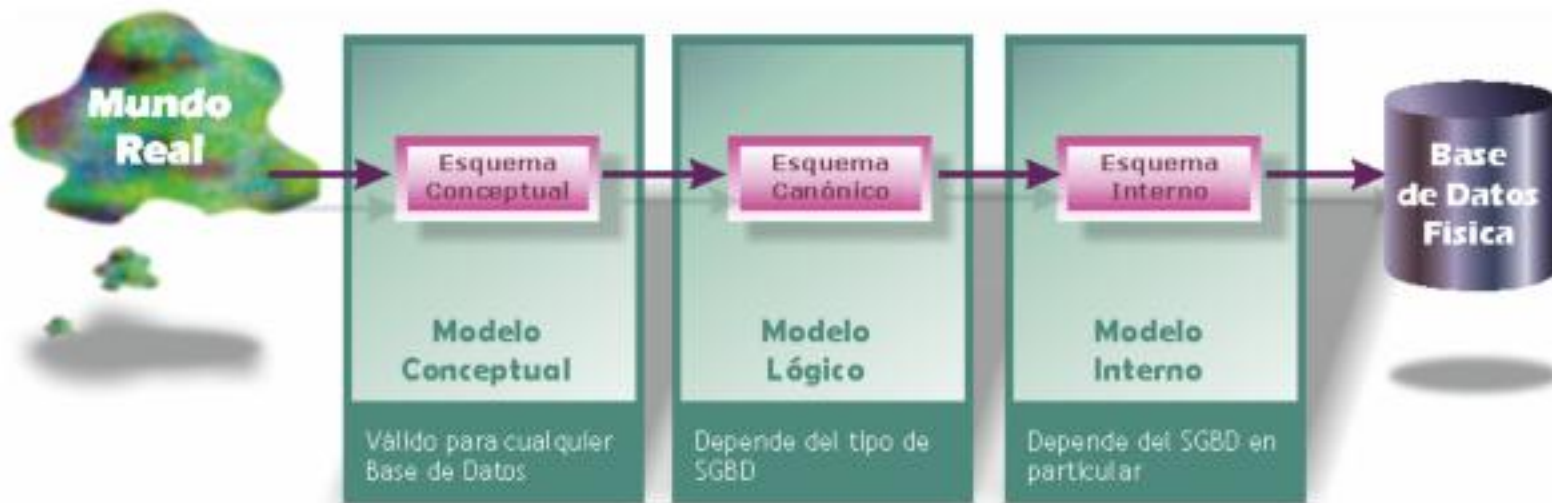 Mundo
Real
Esquema
Conceptual
Modelo
Conceptual
Válido para cualquier
Base de Datos
Esquema
Canónico
Modelo
Lógico
Depende del tipo de
SGBD
Esquema
Interno
Modelo
Interno
Depende del SGBD en
particular
Base
de Datos
Física